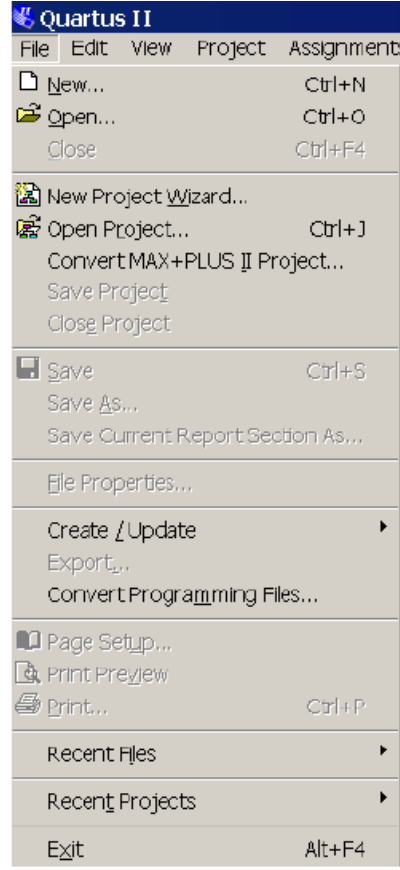 Quartus II
File Edit View Project Assignments
New... Ctrl+N
Open... Ctrl+O
Close Ctrl+F4
New Project Wizard...
Open Project... Ctrl+J
Convert MAX+PLUS II Project...
Save Project
Close Project
Save Ctrl+S
Save As...
Save Current Report Section As...
File Properties...
Create / Update
Export...
Convert Programming Files...
Page Setup...
Print Preview
Print... Ctrl+P
Recent Files
Recent Projects
Exit Alt+F4